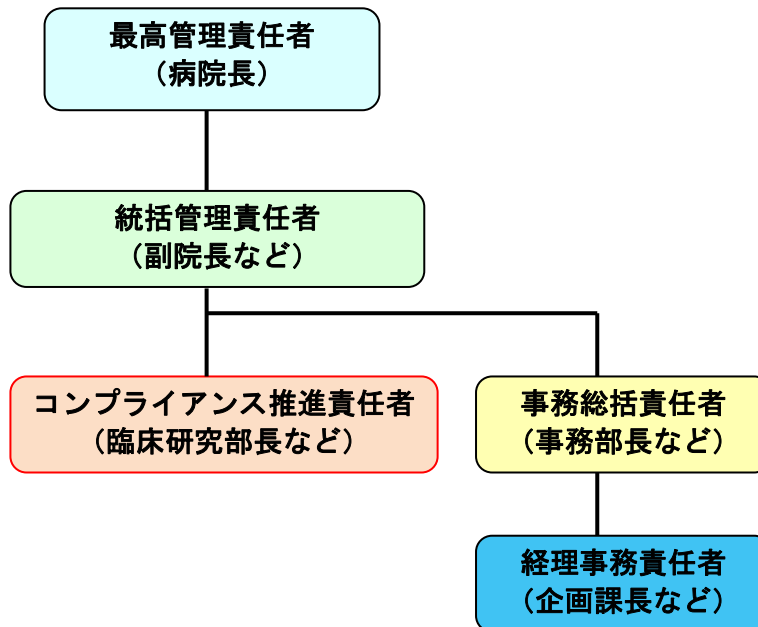 最高管理責任者
（病院長）
統括管理責任者
（副院長など）
コンプライアンス推進責任者
（臨床研究部長など）
事務総括責任者
（事務部長など）
経理事務責任者
（企画課長など）